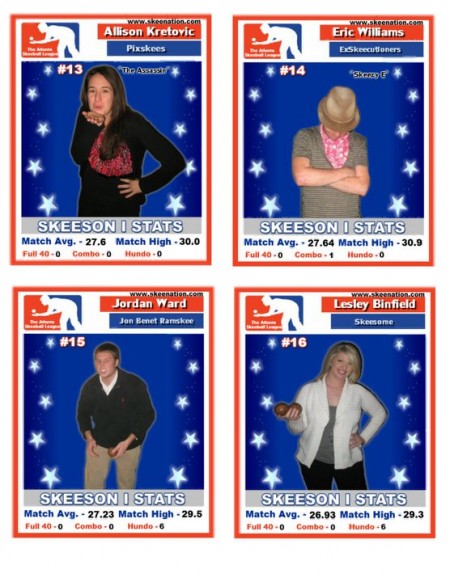 www.skeenation.com
Allison Kretovic
Pixskees
The Atlanta
Skeeball League
#13
"The Assassin"
SKEESON I STATS
Match Avg. - 27.6 Match High - 30.0
Full 40 - 0 Combo - 0 Hundo - 0
www.skeenation.com
Eric Williams
ExSkeecutioners
The Atlanta
Skeeball League
#14
"Skeezy E"
SKEESON I STATS
Match Avg. - 27.64 Match High - 30.9
Full 40 - 0 Combo - 1 Hundo - 0
www.skeenation.com
Jordan Ward
Jon Benet Ramskee
The Atlanta
Skeeball League
#15
SKEESON I STATS
Match Avg. - 27.23 Match High - 29.5
Full 40 - 0 Combo - 0 Hundo - 6
www.skeenation.com
Lesley Binfield
Skeesome
The Atlanta
Skeeball League
#16
SKEESON I STATS
Match Avg. - 26.93 Match High - 29.3
Full 40 - 0 Combo - 0 Hundo - 6